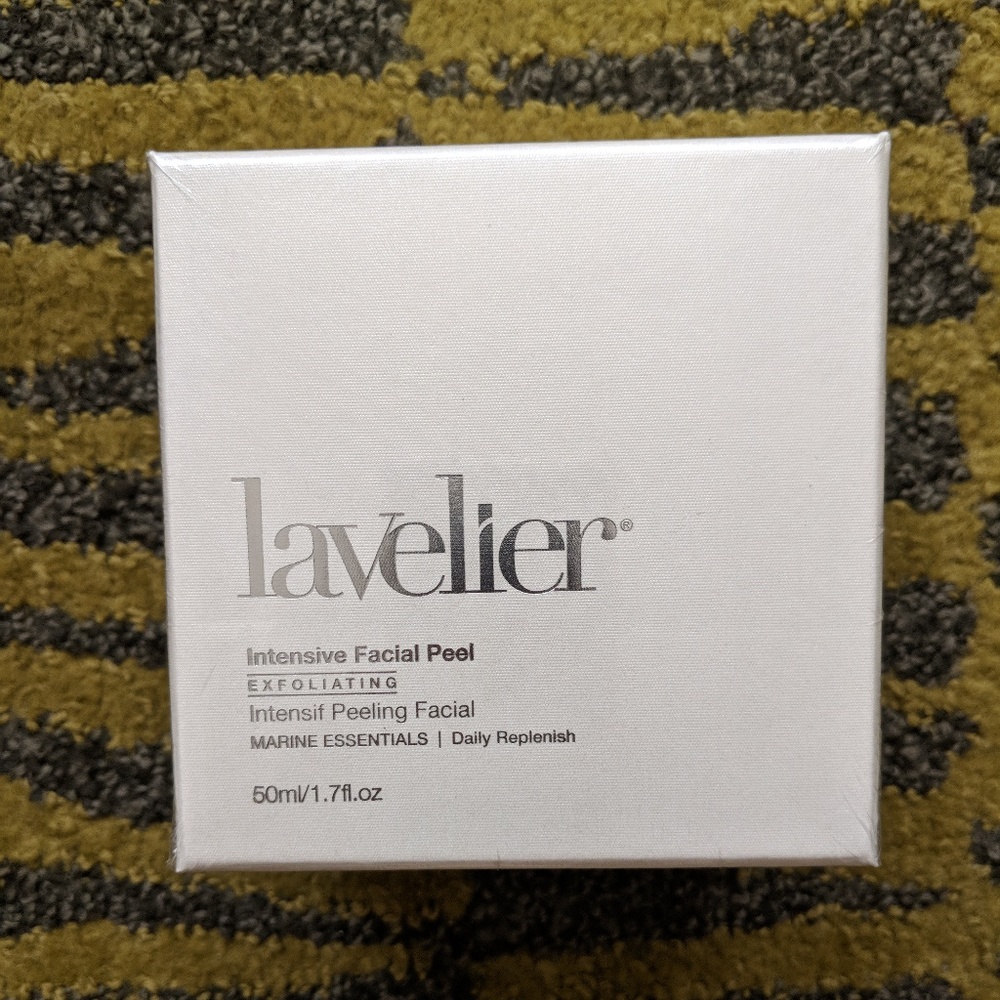 lavelier®
Intensive Facial Peel
EXFOLIATING
Intensif Peeling Facial
MARINE ESSENTIALS | Daily Replenish
50ml/1.7fl.oz